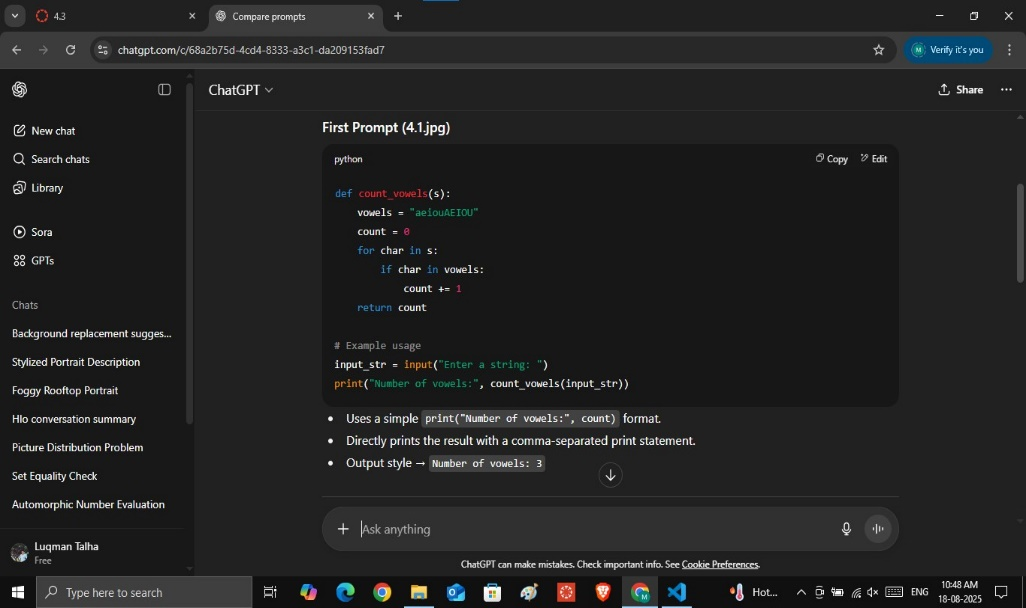 4.3
Compare prompts
chatgpt.com/c/68a2b75d-4cd4-8333-a3c1-da209153fad7
M
Verify it's you
ChatGPT
Share
New chat
Search chats
Library
Sora
GPTs
Chats
Background replacement sugges...
Stylized Portrait Description
Foggy Rooftop Portrait
Hlo conversation summary
Picture Distribution Problem
Set Equality Check
Automorphic Number Evaluation
Luqman Talha
Free
First Prompt (4.1.jpg)
python
Copy
Edit
def count_vowels(s):
    vowels = "aeiouAEIOU"
    count = 0
    for char in s:
        if char in vowels:
            count += 1
    return count
# Example usage
input_str = input("Enter a string: ")
print("Number of vowels:", count_vowels(input_str))
• Uses a simple print("Number of vowels:", count) format.
• Directly prints the result with a comma-separated print statement.
• Output style → Number of vowels: 3
Ask anything
ChatGPT can make mistakes. Check important info. See Cookie Preferences.
Type here to search
Hot...
ENG
10:48 AM
18-08-2025